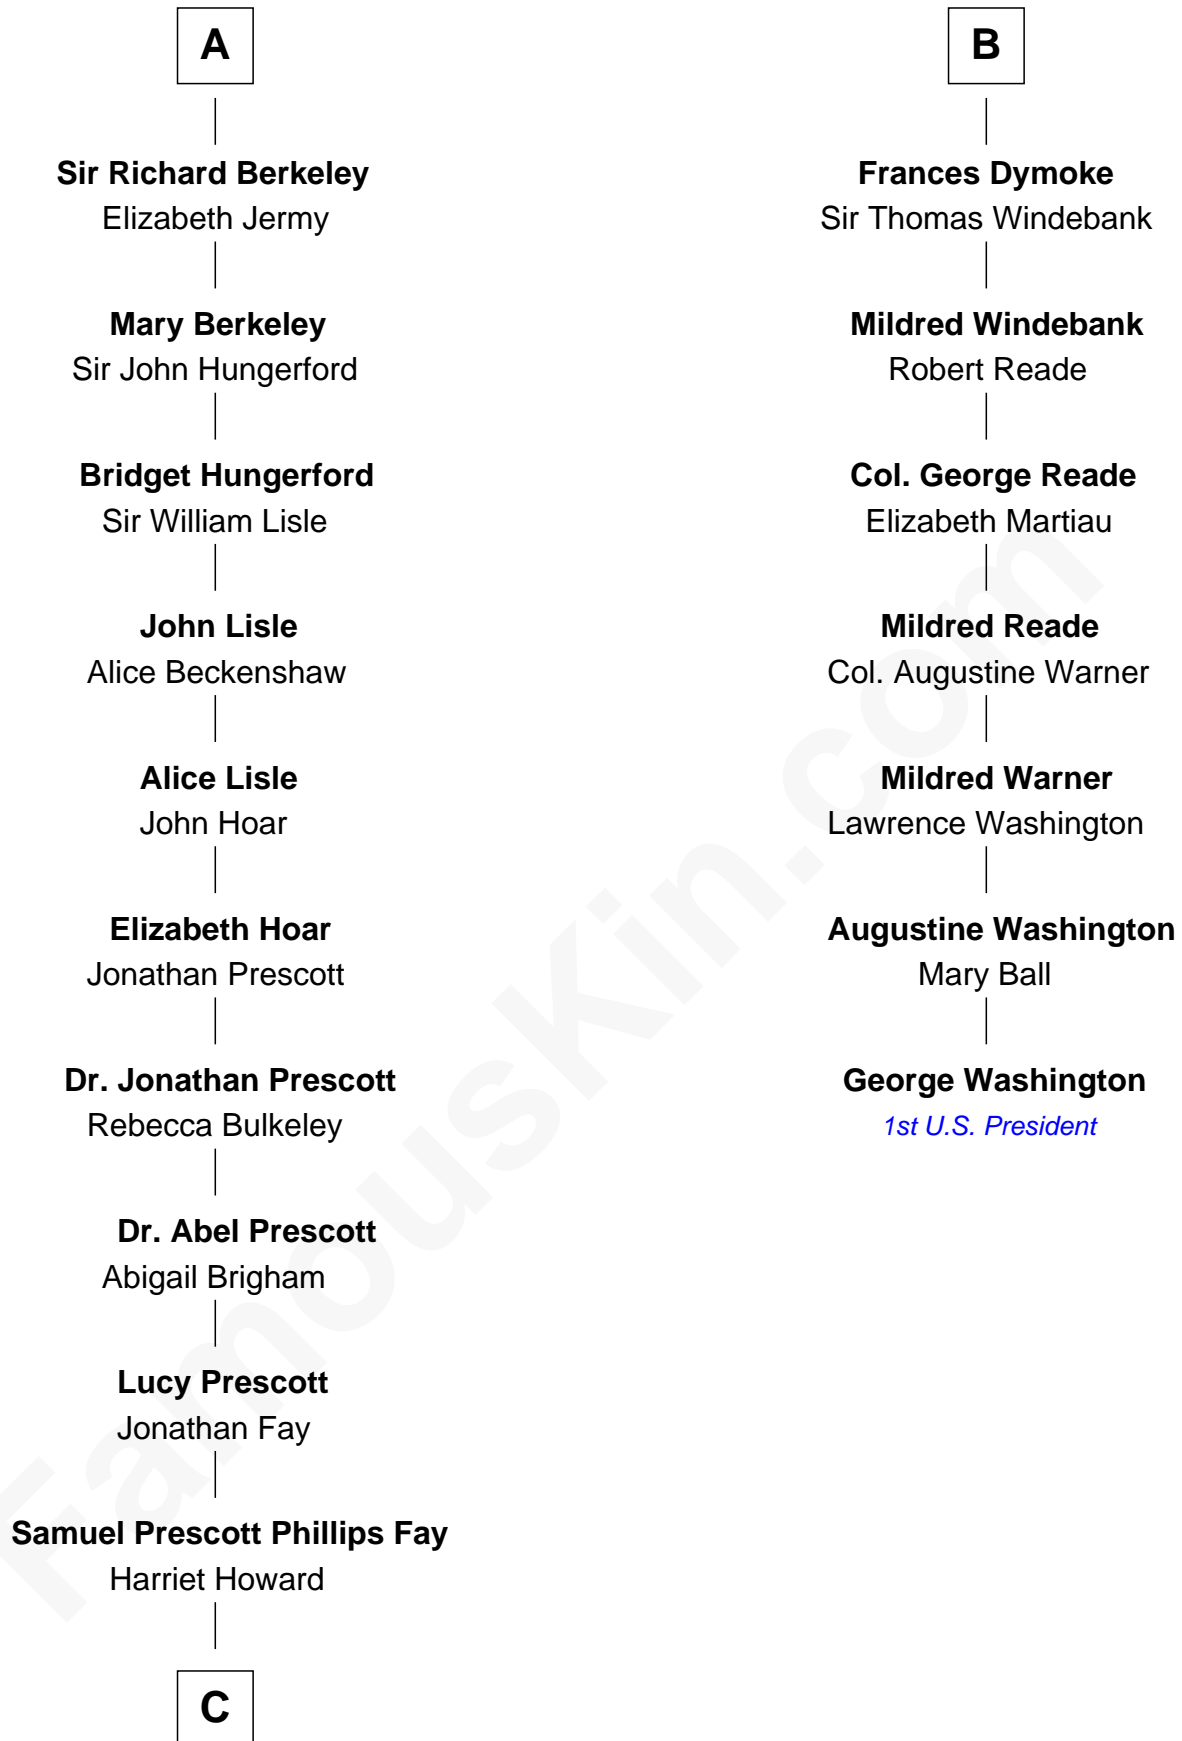 A
Sir Richard Berkeley
Elizabeth Jermy
Mary Berkeley
Sir John Hungerford
Bridget Hungerford
Sir William Lisle
John Lisle
Alice Beckenshaw
Alice Lisle
John Hoar
Elizabeth Hoar
Jonathan Prescott
Dr. Jonathan Prescott
Rebecca Bulkeley
Dr. Abel Prescott
Abigail Brigham
Lucy Prescott
Jonathan Fay
Samuel Prescott Phillips Fay
Harriet Howard
C
B
Frances Dymoke
Sir Thomas Windebank
Mildred Windebank
Robert Reade
Col. George Reade
Elizabeth Martiau
Mildred Reade
Col. Augustine Warner
Mildred Warner
Lawrence Washington
Augustine Washington
Mary Ball
George Washington
1st U.S. President
FamousKin.com